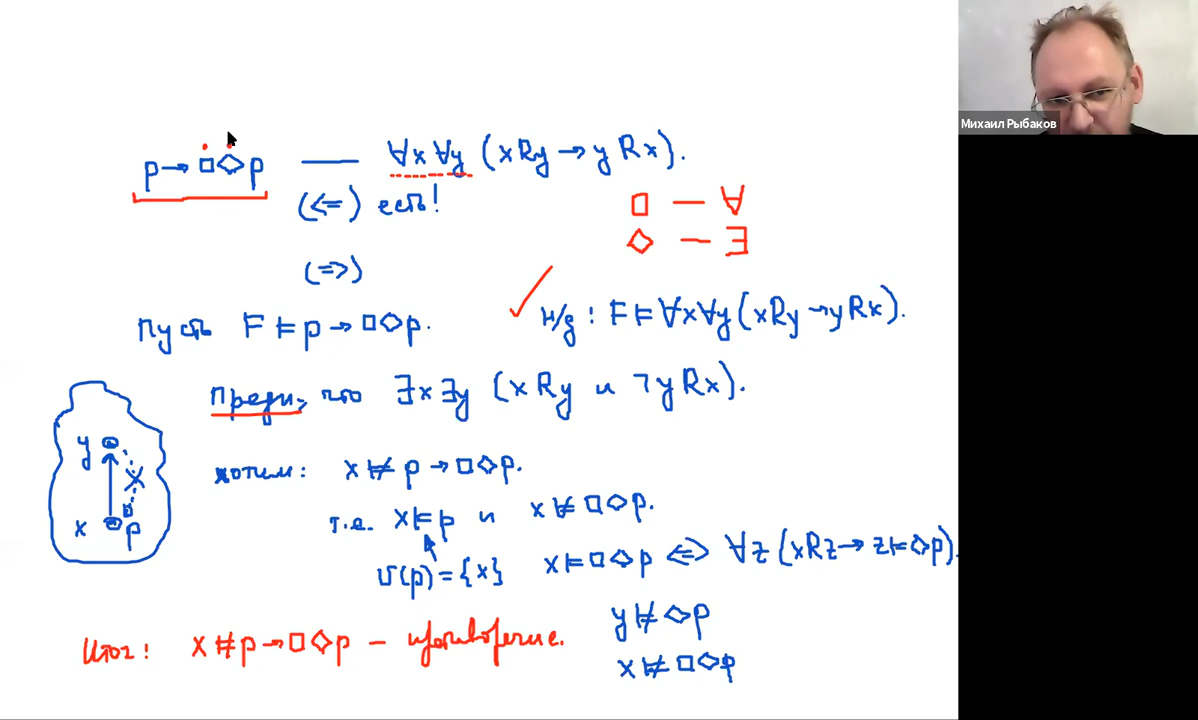 Михаил Рыбаков
p → □◇p — ∀x∀y (xRy → yRx).
(<=) есть!
□ — ∀
◇ — ∃
(=>)
Пусть F ⊨ p → □◇p.
н/д : F ⊨ ∀x∀y (xRy → yRx).
Предп, что ∃x∃y (xRy и ¬yRx).
y
x p
хотим: x ⊭ p → □◇p.
т.е. x ⊨ p и x ⊭ □◇p.
v(p) = {x}
x ⊨ □◇p <=> ∀z (xRz → z ⊨ ◇p).
y ⊭ ◇p
x ⊭ □◇p
Итог: x ⊭ p → □◇p — противоречие.